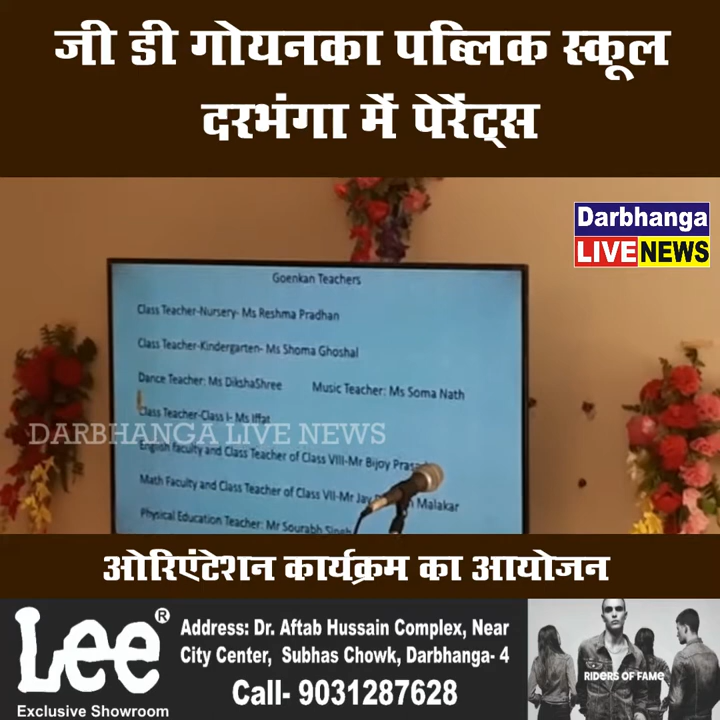 जी डी गोयनका पब्लिक स्कूल
दरभंगा में पेरेंट्स
Darbhanga
LIVE NEWS
Goenkan Teachers
Class Teacher-Nursery- Ms Reshma Pradhan
Class Teacher-Kindergarten- Ms Shoma Ghoshal
Dance Teacher: Ms DikshaShree Music Teacher: Ms Soma Nath
Class Teacher-Class I- Ms Iffat
DARBHANGA LIVE NEWS
English faculty and Class Teacher of Class VIII-Mr Bijoy
Math Faculty and Class Teacher of Class VII-Mr Jay Malakar
Physical Education Teacher: Mr Sourabh Singh
ओरिएंटेशन कार्यक्रम का आयोजन
Lee®
Exclusive Showroom
Address: Dr. Aftab Hussain Complex, Near
City Center, Subhas Chowk, Darbhanga- 4
Call- 9031287628
RIDERS OF FAME